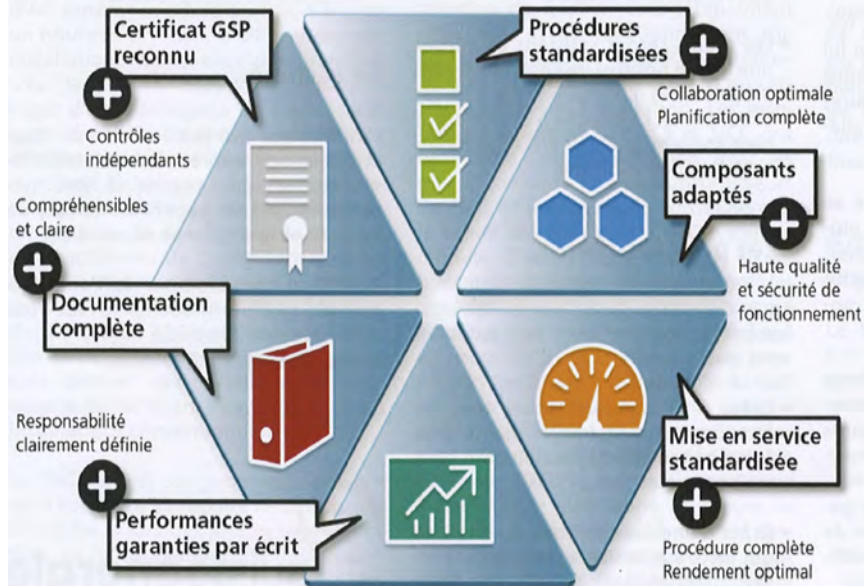 Certificat GSP
reconnu
Contrôles
indépendants
Procédures
standardisées
Collaboration optimale
Planification complète
Composants
adaptés
Haute qualité
et sécurité de
fonctionnement
Mise en service
standardisée
Procédure complète
Rendement optimal
Performances
garanties par écrit
Responsabilité
clairement définie
Documentation
complète
Compréhensibles
et claire